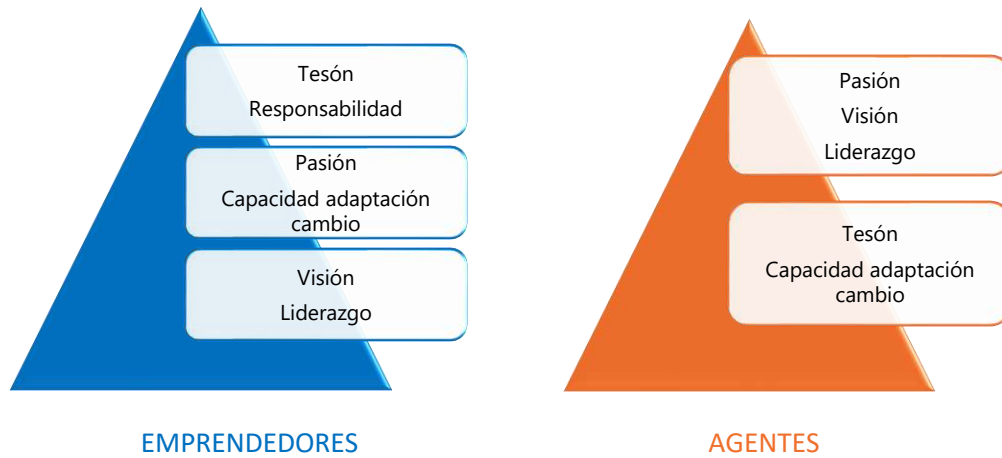 Tesón
Responsabilidad
Pasión
Capacidad adaptación
cambio
Visión
Liderazgo
EMPRENDEDORES
Pasión
Visión
Liderazgo
Tesón
Capacidad adaptación
cambio
AGENTES